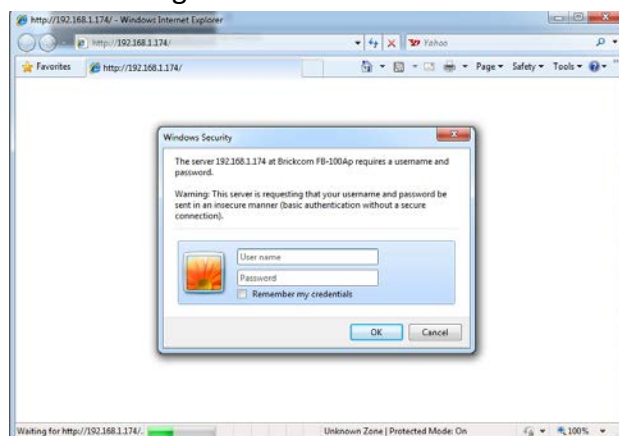 http://192.168.1.174/ - Windows Internet Explorer
http://192.168.1.174/
Yahoo
Favorites
http://192.168.1.174/
Page
Safety
Tools
Windows Security
The server 192.168.1.174 at Brickcom FB-100Ap requires a username and
password.
Warning: This server is requesting that your username and password be
sent in an insecure manner (basic authentication without a secure
connection).
User name
Password
Remember my credentials
OK
Cancel
Waiting for http://192.168.1.174/..
Unknown Zone | Protected Mode: On
100%